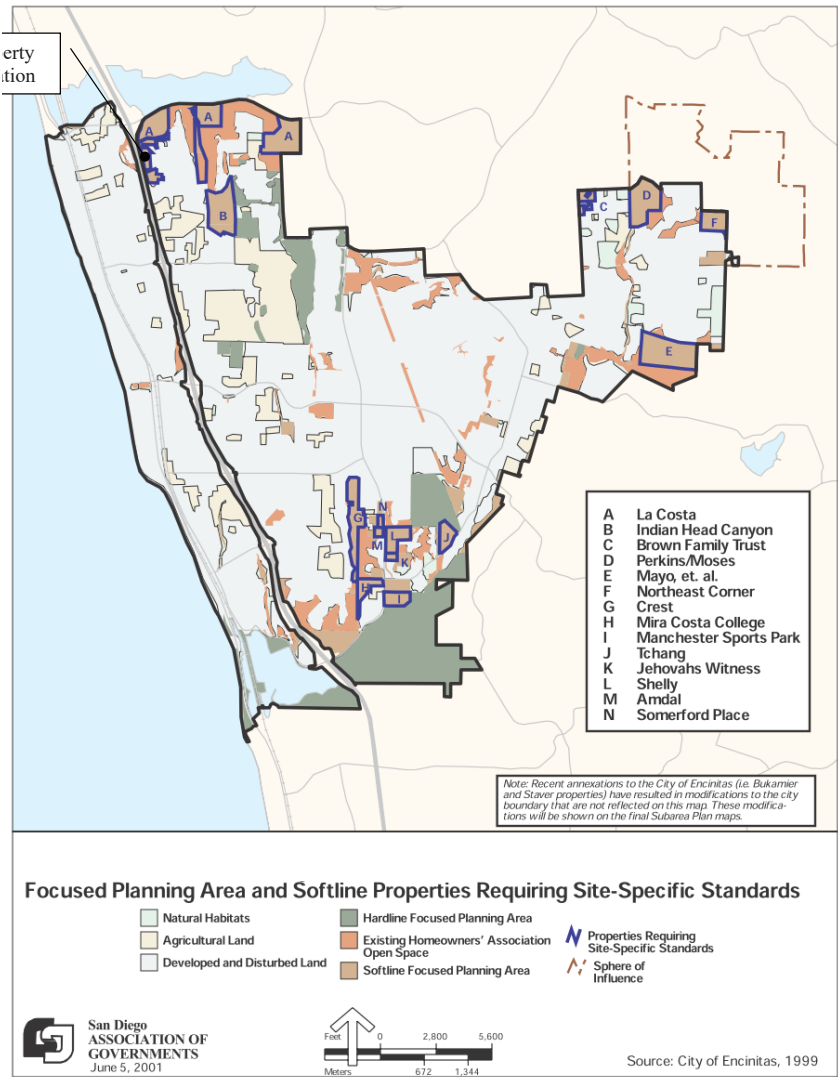 erty
ation
A
A
A
B
C
D
F
E
N
G
L
M
K
J
H
I
A La Costa
B Indian Head Canyon
C Brown Family Trust
D Perkins/Moses
E Mayo, et. al.
F Northeast Corner
G Crest
H Mira Costa College
I Manchester Sports Park
J Tchang
K Jehovahs Witness
L Shelly
M Amdal
N Somerford Place
Note: Recent annexations to the City of Encinitas (i.e. Bukamier
and Staver properties) have resulted in modifications to the city
boundary that are not reflected on this map. These modifica-
tions will be shown on the final Subarea Plan maps.
Focused Planning Area and Softline Properties Requiring Site-Specific Standards
Natural Habitats
Agricultural Land
Developed and Disturbed Land
Hardline Focused Planning Area
Existing Homeowners' Association
Open Space
Softline Focused Planning Area
Properties Requiring
Site-Specific Standards
Sphere of
Influence
San Diego
ASSOCIATION OF
GOVERNMENTS
June 5, 2001
Feet 0 2,800 5,600
Meters 672 1,344
Source: City of Encinitas, 1999